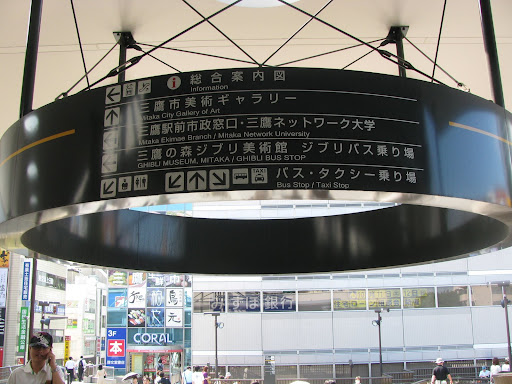 総合案内図
Information
三鷹市美術ギャラリー
Mitaka City Gallery of Art
三鷹駅前市政窓口・三鷹ネットワーク大学
Mitaka Ekimae Branch / Mitaka Network University
三鷹の森ジブリ美術館 ジブリバス乗り場
GHIBLI MUSEUM, MITAKA / GHIBLI BUS STOP
TAXI
バス・タクシー乗り場
Bus Stop / Taxi Stop
みずほ銀行
3F
本
CORAL